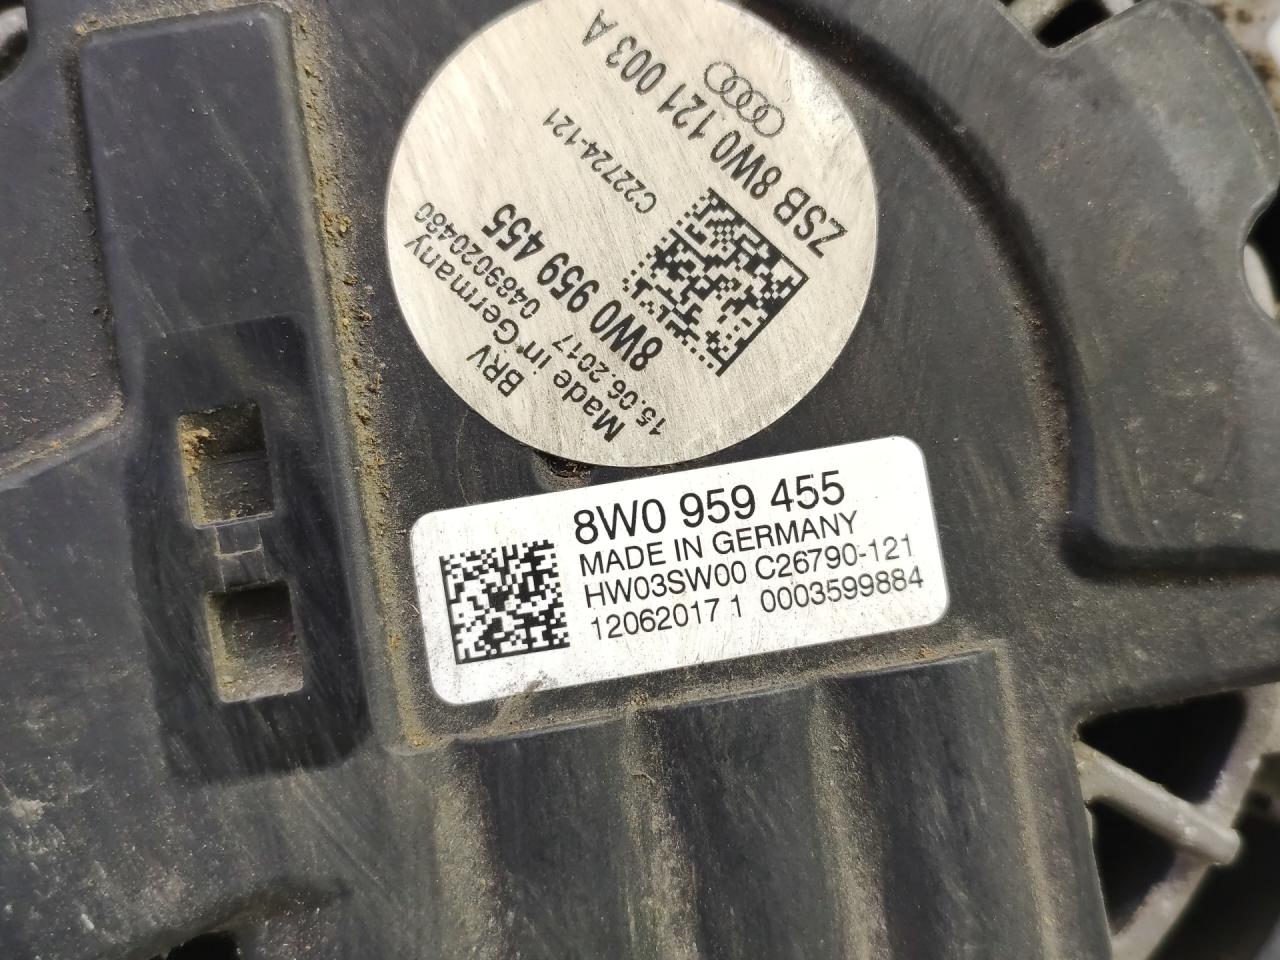 ZSB 8W0 121 003 A
C22724-121
8W0 959 455
15.06.2017 0489020480
Made in Germany
BRV
8W0 959 455
MADE IN GERMANY
HW03SW00 C26790-121
12062017 1 0003599884